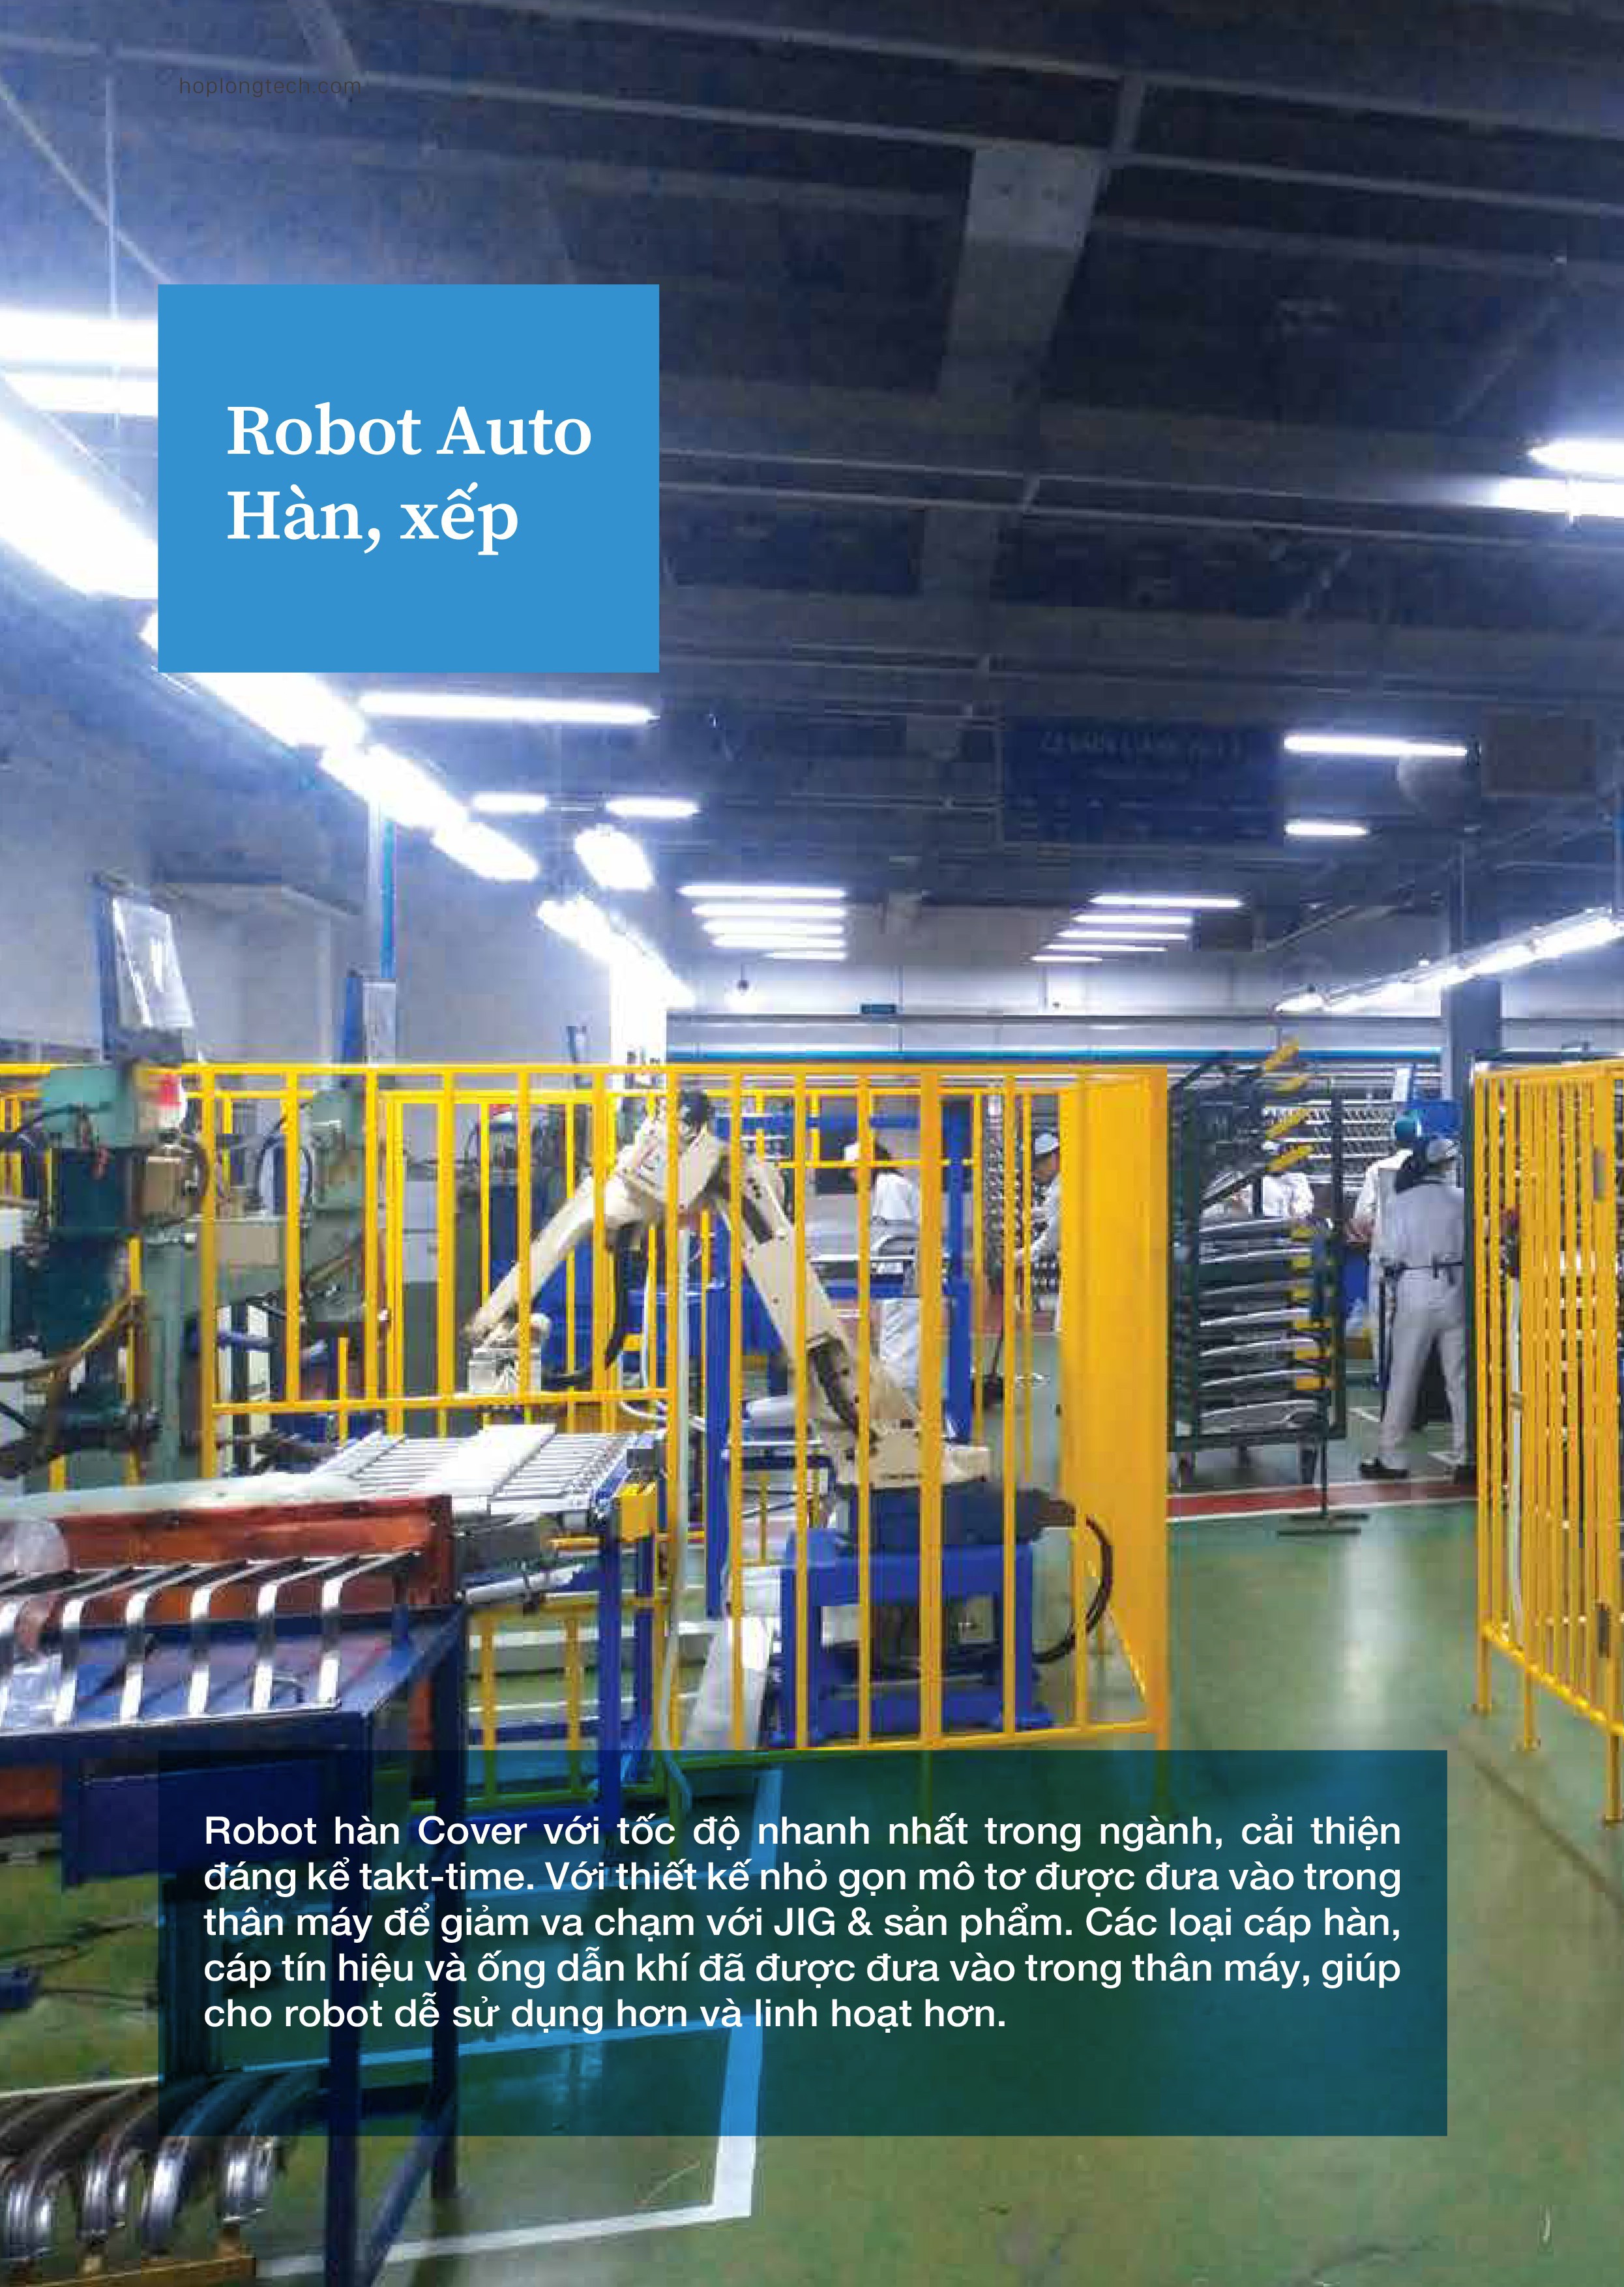 hoplongtech.com
Robot Auto
Hàn, xếp
Robot hàn Cover với tốc độ nhanh nhất trong ngành, cải thiện
đáng kể takt-time. Với thiết kế nhỏ gọn mô tơ được đưa vào trong
thân máy để giảm va chạm với JIG & sản phẩm. Các loại cáp hàn,
cáp tín hiệu và ống dẫn khí đã được đưa vào trong thân máy, giúp
cho robot dễ sử dụng hơn và linh hoạt hơn.